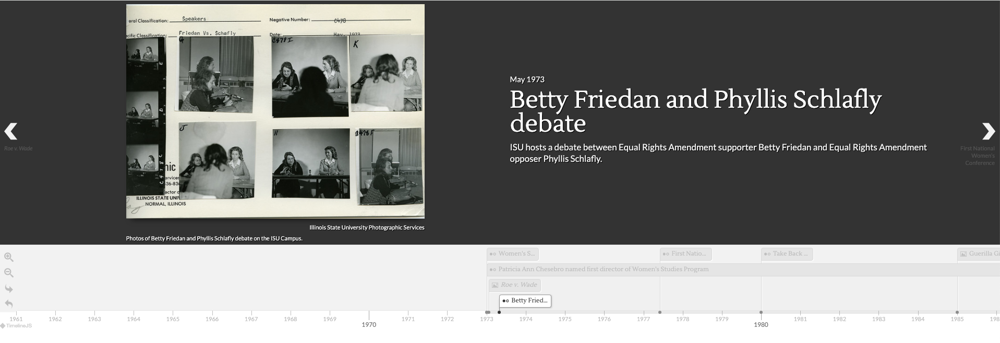 eral Classification: Speakers
Negative Number: C478
ecific Classification: Friedan Vs. Schafly
Date: May, 1973
G
C478I
K
E
D
J
H
C478F
C478C
nic
ervices
36-836
ector o
ILLINOIS STATE UNIV
NORMAL, ILLINOIS
Illinois State University Photographic Services
Photos of Betty Friedan and Phyllis Schlafly debate on the ISU Campus.
May 1973
Betty Friedan and Phyllis Schlafly
debate
ISU hosts a debate between Equal Rights Amendment supporter Betty Friedan and Equal Rights Amendment
opposer Phyllis Schlafly.
Roe v. Wade
First National
Women's
Conference
Women's S...
First Natio...
Take Back ...
Guerilla Gi
Patricia Ann Chesebro named first director of Women's Studies Program
Roe v. Wade
Betty Fried...
1961 1962 1963 1964 1965 1966 1967 1968 1969 1970 1971 1972 1973 1974 1975 1976 1977 1978 1979 1980 1981 1982 1983 1984 1985 198
TimelineJS